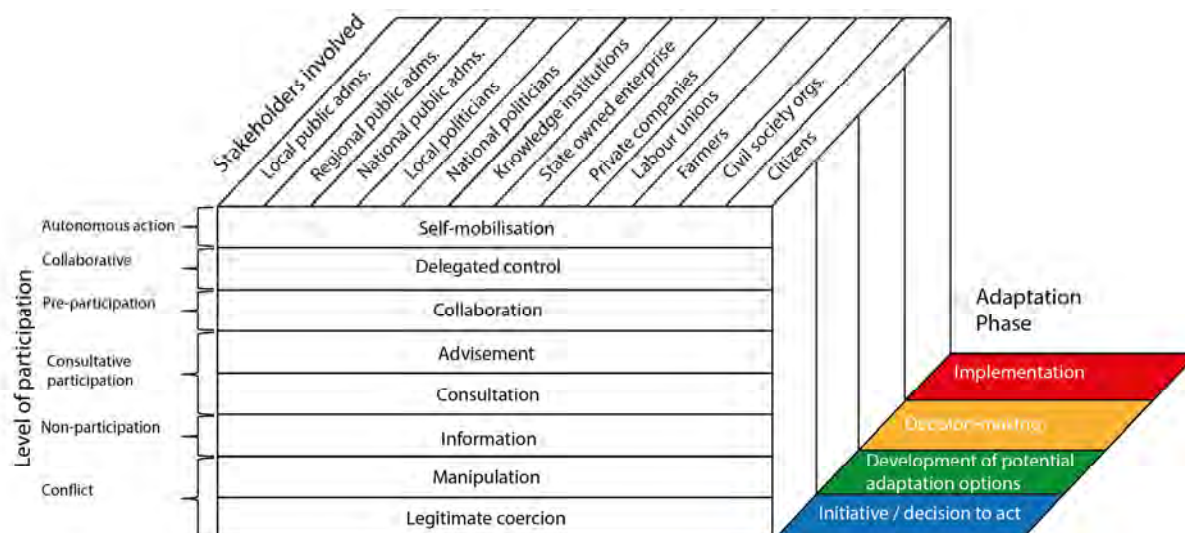 Stakeholders involved
Local public adms.
Regional public adms.
National public adms.
Local politicians
National politicians
Knowledge institutions
State owned enterprise
Private companies
Labour unions
Farmers
Civil society orgs.
Citizens
Level of participation
Autonomous action
Self-mobilisation
Collaborative
Delegated control
Pre-participation
Collaboration
Consultative
participation
Advisement
Consultation
Non-participation
Information
Conflict
Manipulation
Legitimate coercion
Adaptation
Phase
Implementation
Decision-making
Development of potential
adaptation options
Initiative / decision to act